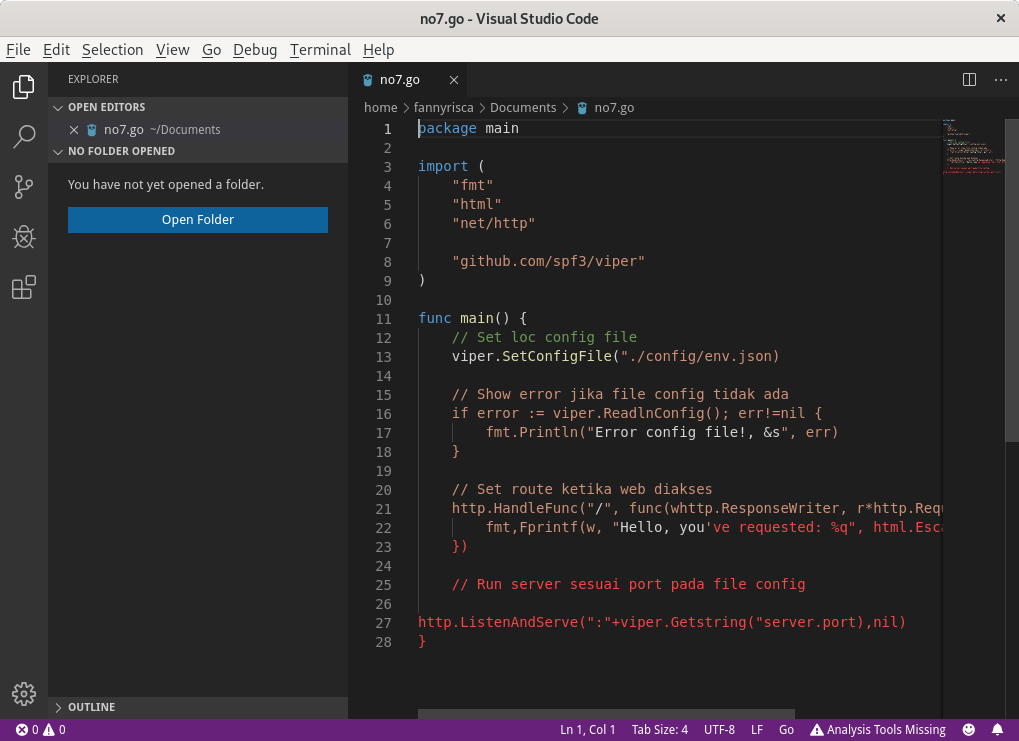 no7.go - Visual Studio Code
File Edit Selection View Go Debug Terminal Help
EXPLORER
OPEN EDITORS
no7.go ~/Documents
NO FOLDER OPENED
You have not yet opened a folder.
Open Folder
OUTLINE
no7.go
home > fannyrisca > Documents > no7.go
1 package main
2
3 import (
4 "fmt"
5 "html"
6 "net/http"
7
8 "github.com/spf3/viper"
9 )
10
11 func main() {
12 // Set loc config file
13 viper.SetConfigFile("./config/env.json)
14
15 // Show error jika file config tidak ada
16 if error := viper.ReadlnConfig(); err!=nil {
17 fmt.Println("Error config file!, &s", err)
18 }
19
20 // Set route ketika web diakses
21 http.HandleFunc("/", func(whttp.ResponseWriter, r*http.Requ
22 fmt,Fprintf(w, "Hello, you've requested: %q", html.Esca
23 })
24
25 // Run server sesuai port pada file config
26
27 http.ListenAndServe(":"+viper.Getstring("server.port),nil)
28 }
0 0 Ln 1, Col 1 Tab Size: 4 UTF-8 LF Go Analysis Tools Missing